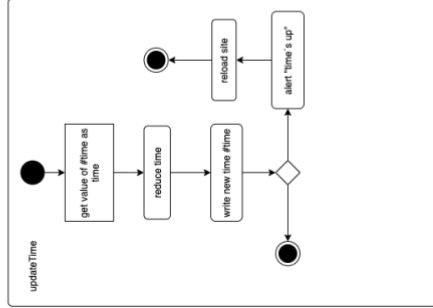 updateTime
get value of #time as
time
reduce time
write new time #time
alert "time´s up"
reload site